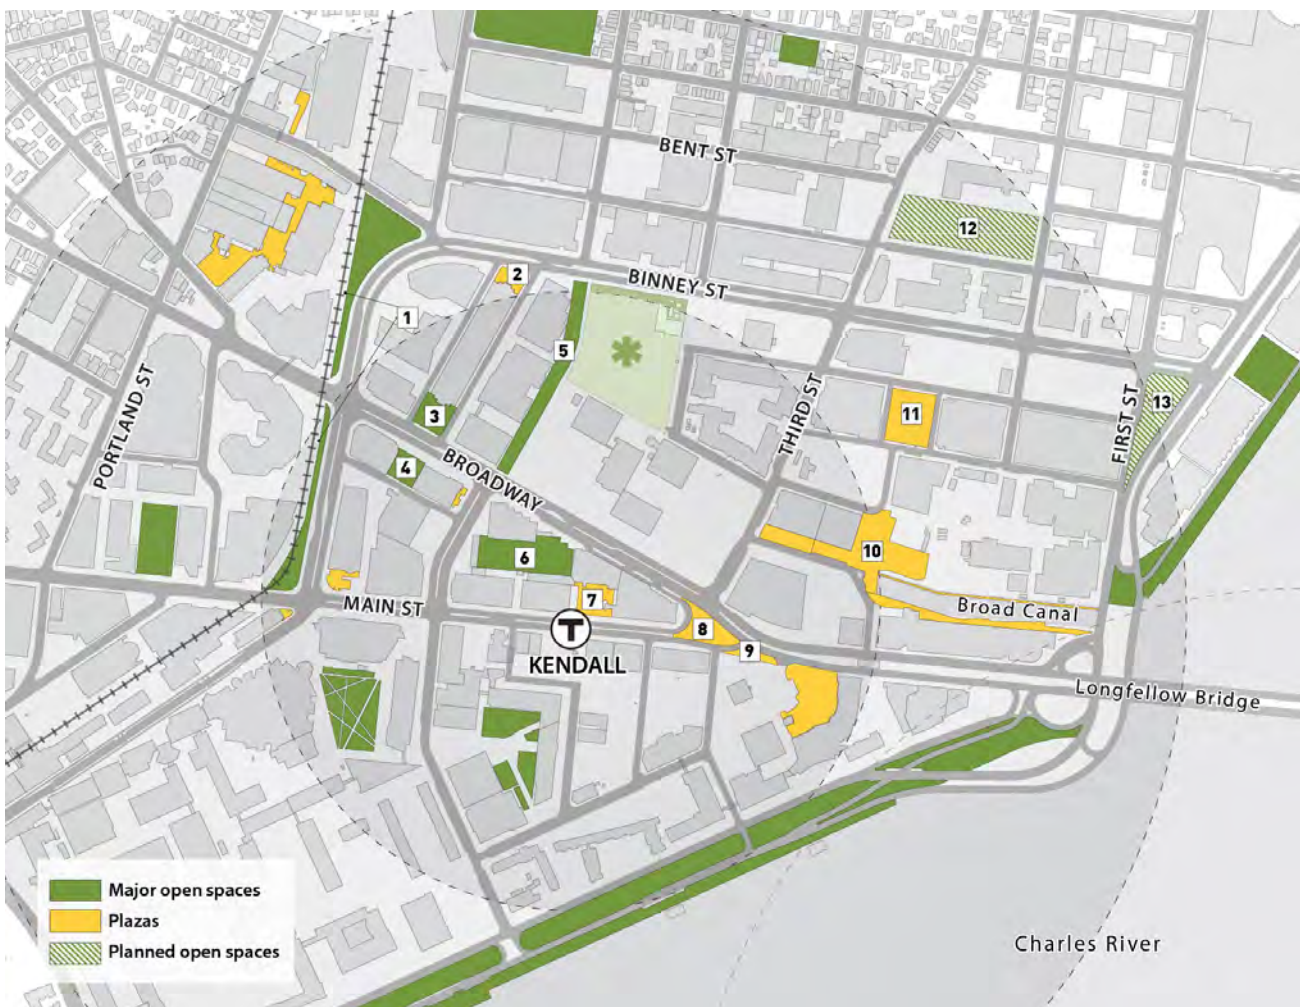 BENT ST
12
2
BINNEY ST
1
5
13
3
11
PORTLAND ST
THIRD ST
FIRST ST
4
BROADWAY
6
10
7
MAIN ST
Broad Canal
8
T
9
KENDALL
Longfellow Bridge
Major open spaces
Plazas
Planned open spaces
Charles River